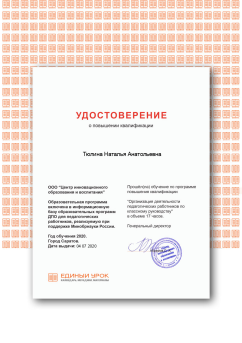 УДОСТОВЕРЕНИЕ
о повышении квалификации
Тюлина Наталья Анатольевна
ООО "Центр инновационного
образования и воспитания"
Образовательная программа
включена в информационную
базу образовательных программ
ДПО для педагогических
работников, реализуемую при
поддержке Минобрнауки России.
Год обучения 2020.
Город Саратов.
Дата выдачи: 04.07.2020
Прошёл(ла) обучение по программе
повышения квалификации
"Организация деятельности
педагогических работников по
классному руководству"
в объеме 17 часов.
Генеральный директор
ЕДИНЫЙ УРОК